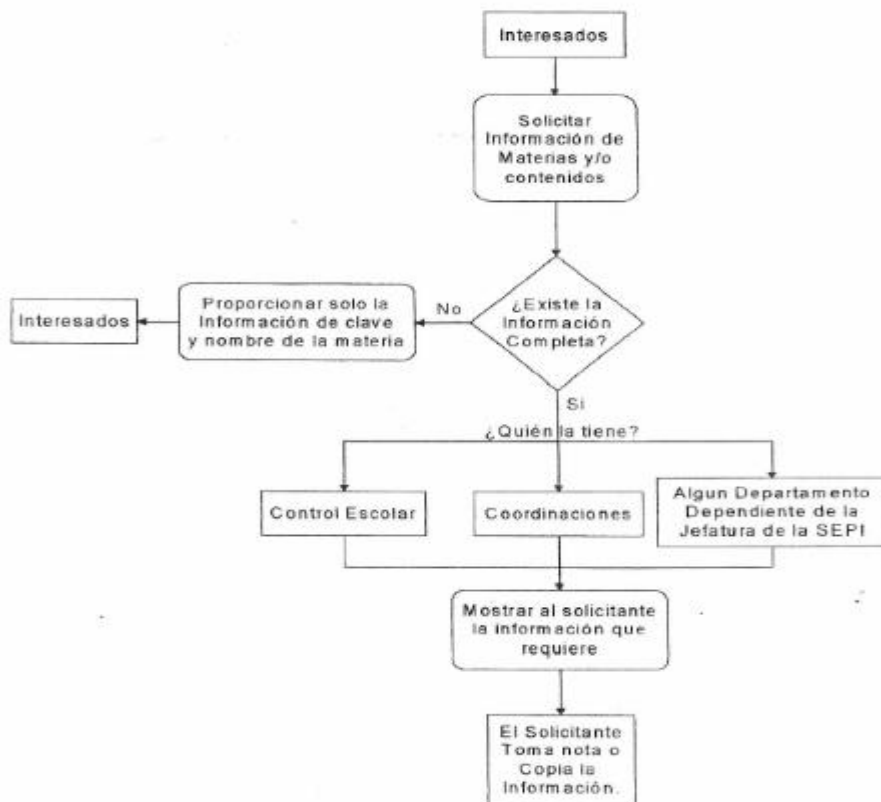 Interesados
Solicitar
Información de
Materias y/o
contenidos
¿Existe la
Información
Completa?
No
Proporcionar solo la
Información de clave
y nombre de la materia
Interesados
Si
¿Quién la tiene?
Control Escolar
Coordinaciones
Algun Departamento
Dependiente de la
Jefatura de la SEPI
Mostrar al solicitante
la información que
requiere
El Solicitante
Toma nota o
Copia la
Información.